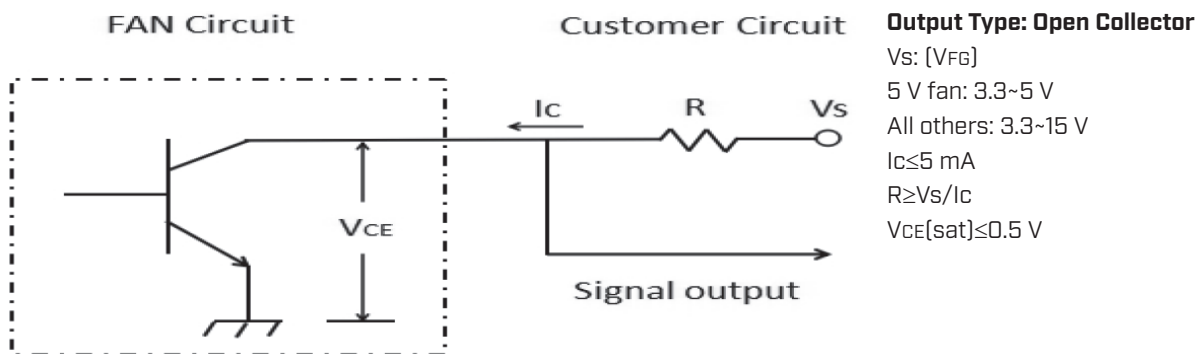 FAN Circuit
Customer Circuit
Ic
R
Vs
VCE
Signal output
Output Type: Open Collector
Vs: (VFG)
5 V fan: 3.3~5 V
All others: 3.3~15 V
Ic≤5 mA
R≥Vs/Ic
VCE(sat)≤0.5 V